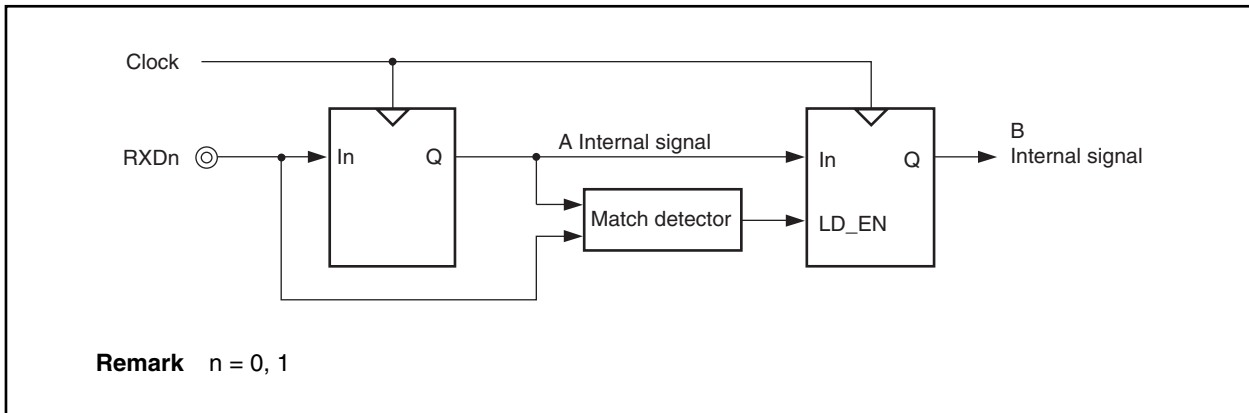 Clock
RXDn
In
Q
A Internal signal
Match detector
In
Q
LD_EN
B
Internal signal
Remark n = 0, 1